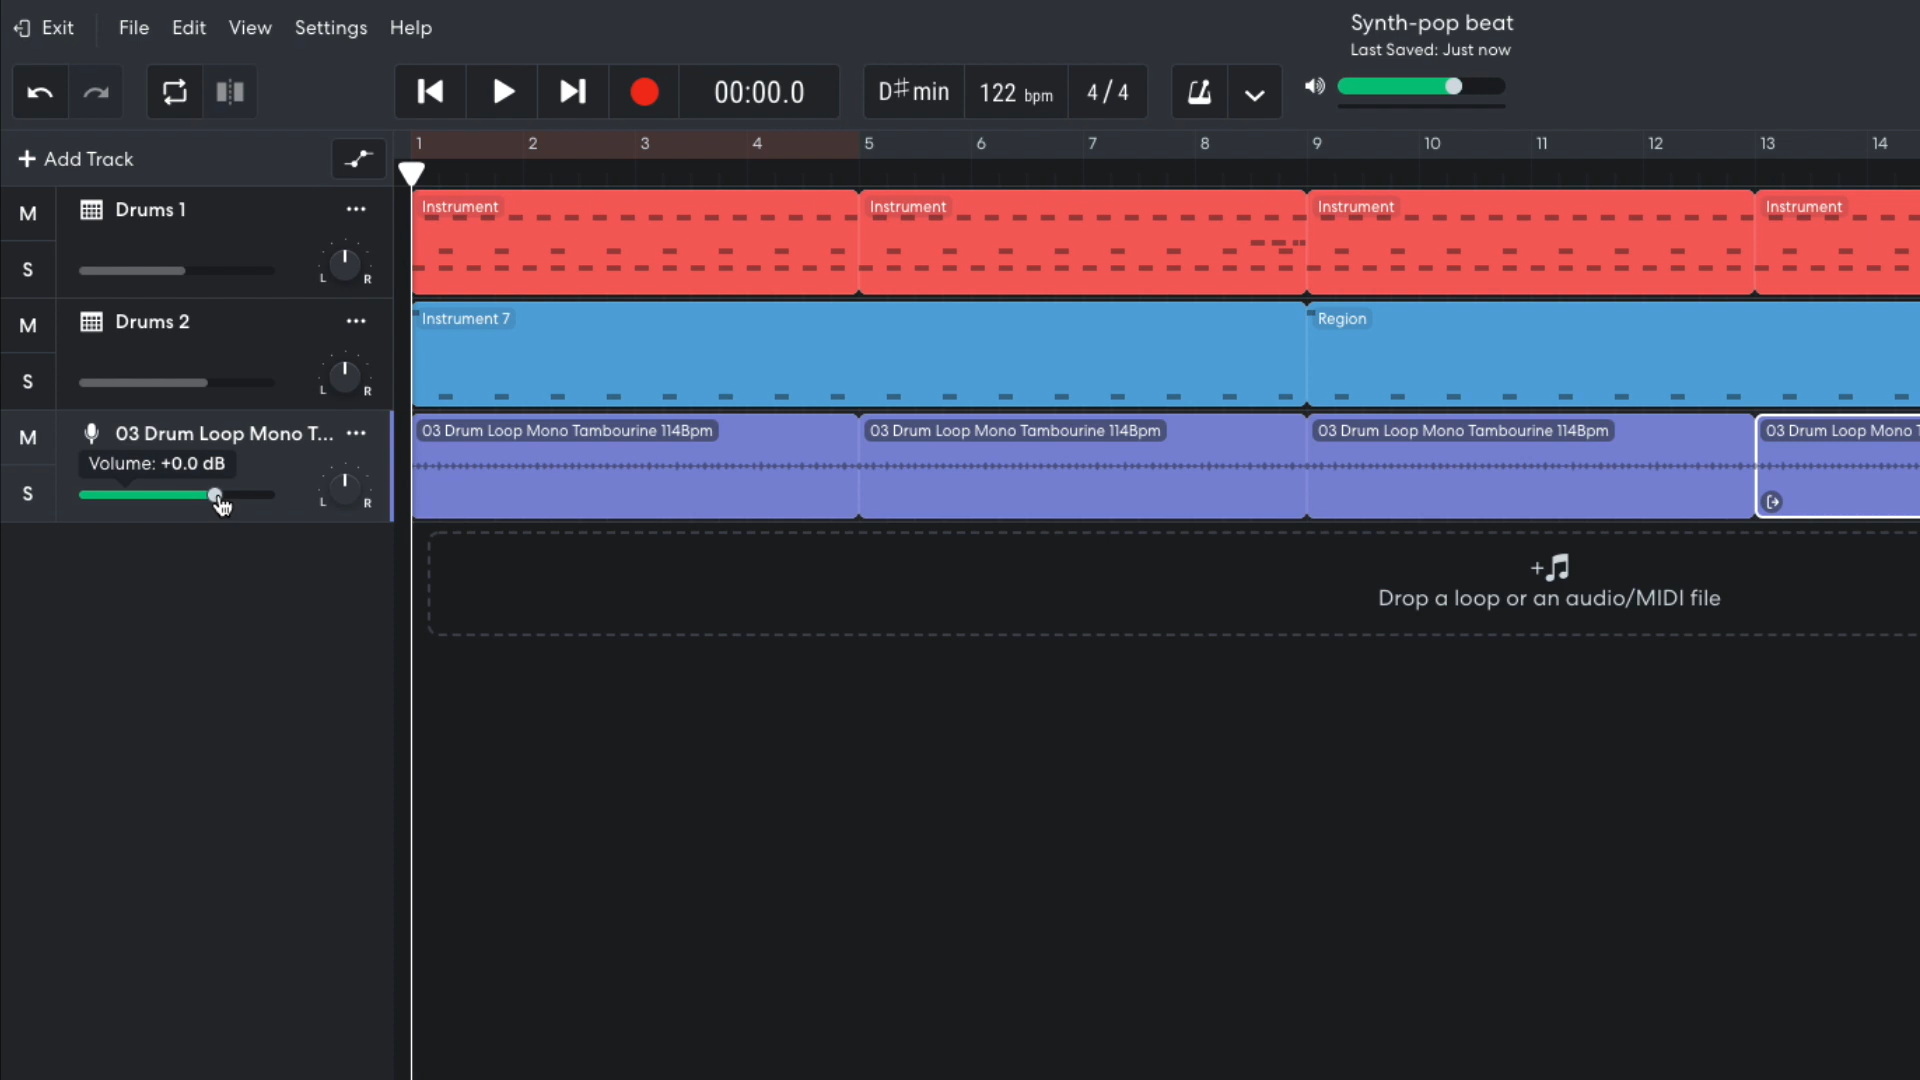 Exit File Edit View Settings Help
Synth-pop beat
Last Saved: Just now
00:00.0 D♯min 122 bpm 4 / 4
Add Track
1 2 3 4 5 6 7 8 9 10 11 12 13 14
M Drums 1 ...
S L R
Instrument Instrument Instrument Instrument
M Drums 2 ...
S L R
Instrument 7 Region
M 03 Drum Loop Mono T... ...
Volume: +0.0 dB
S L R
03 Drum Loop Mono Tambourine 114Bpm 03 Drum Loop Mono Tambourine 114Bpm 03 Drum Loop Mono Tambourine 114Bpm 03 Drum Loop Mono T
Drop a loop or an audio/MIDI file